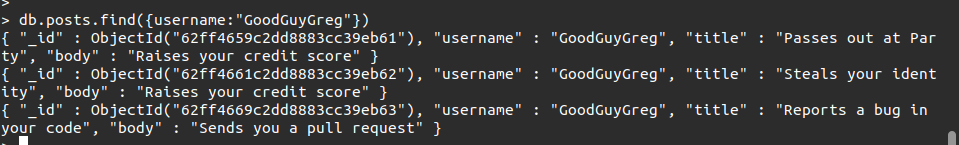 >
> db.posts.find({username:"GoodGuyGreg"})
{ "_id" : ObjectId("62ff4659c2dd8883cc39eb61"), "username" : "GoodGuyGreg", "title" : "Passes out at Par
ty", "body" : "Raises your credit score" }
{ "_id" : ObjectId("62ff4661c2dd8883cc39eb62"), "username" : "GoodGuyGreg", "title" : "Steals your ident
ity", "body" : "Raises your credit score" }
{ "_id" : ObjectId("62ff4669c2dd8883cc39eb63"), "username" : "GoodGuyGreg", "title" : "Reports a bug in
your code", "body" : "Sends you a pull request" }
>